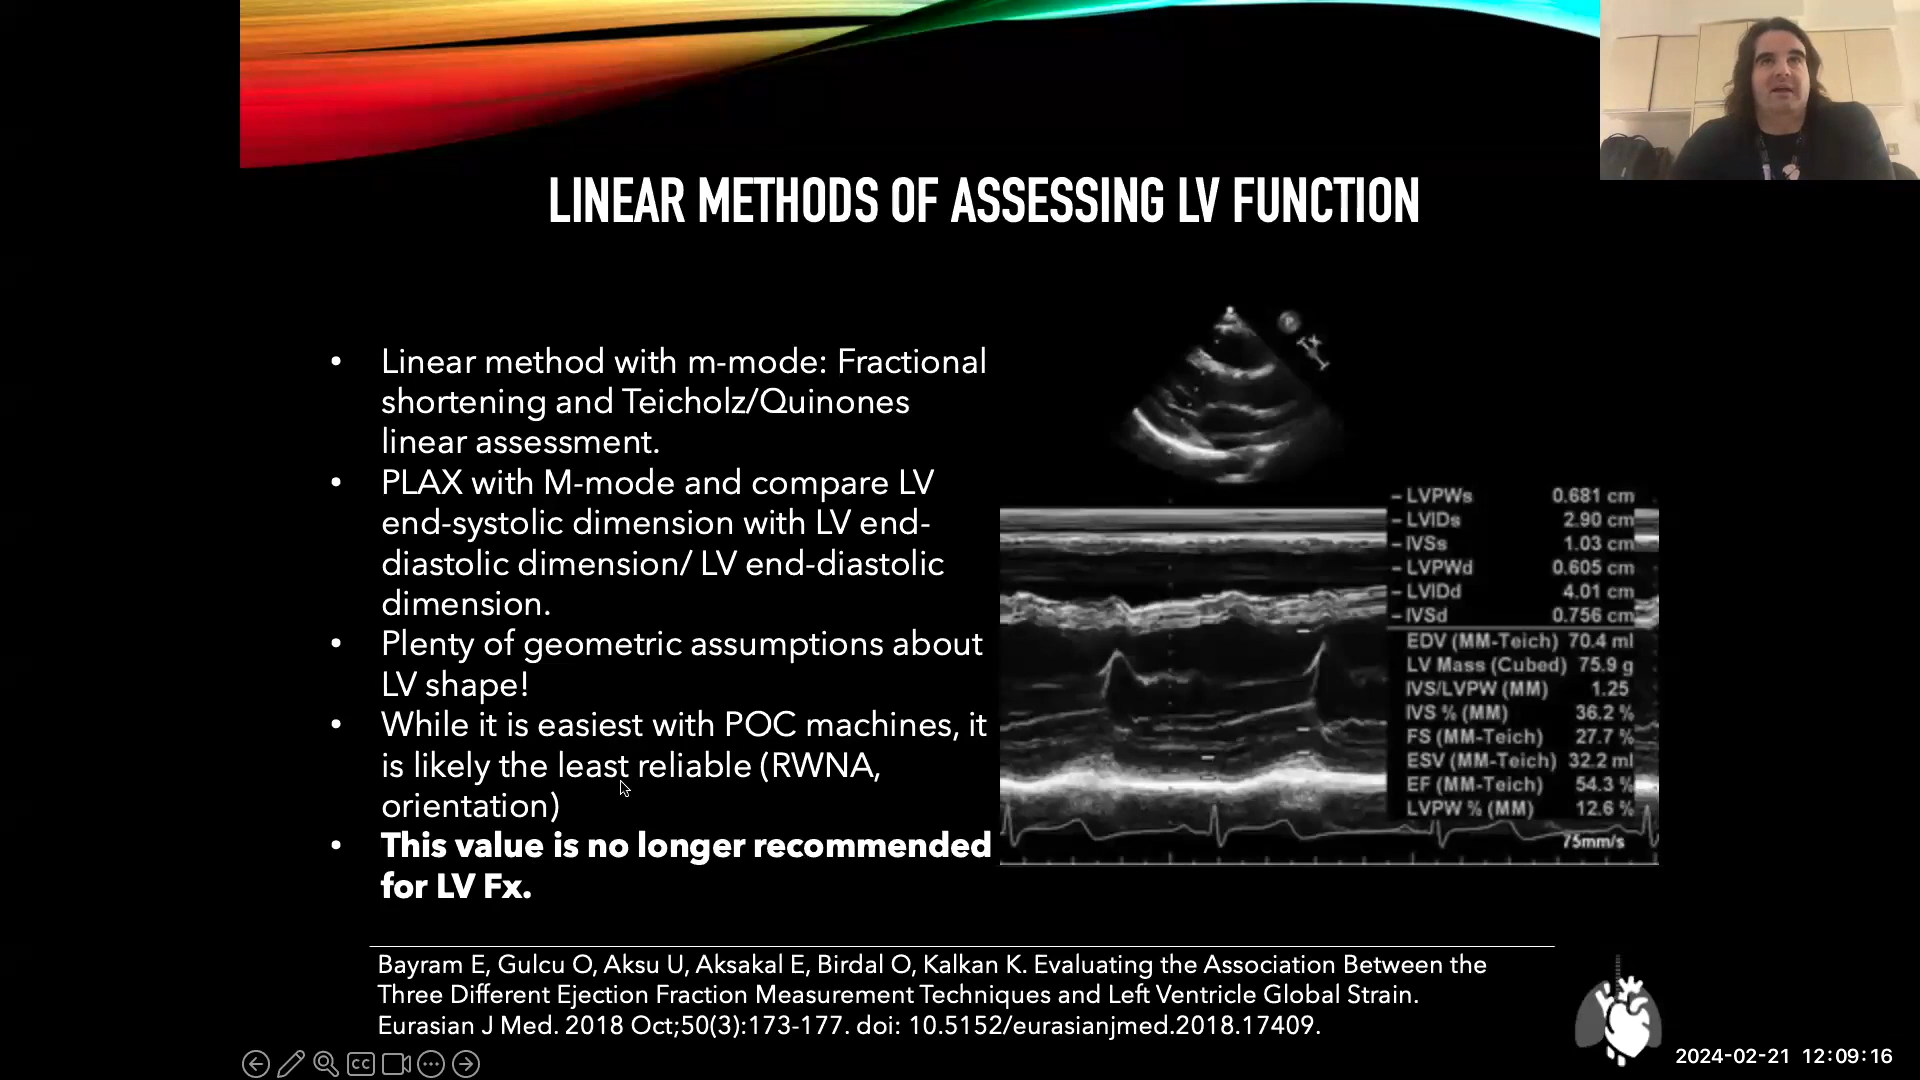 LINEAR METHODS OF ASSESSING LV FUNCTION
• Linear method with m-mode: Fractional
shortening and Teicholz/Quinones
linear assessment.
• PLAX with M-mode and compare LV
end-systolic dimension with LV end-
diastolic dimension/ LV end-diastolic
dimension.
• Plenty of geometric assumptions about
LV shape!
• While it is easiest with POC machines, it
is likely the least reliable (RWNA,
orientation)
• This value is no longer recommended
for LV Fx.
- LVPWs 0.681 cm
- LVIDs 2.90 cm
- IVSs 1.03 cm
- LVPWd 0.605 cm
- LVIDd 4.01 cm
- IVSd 0.756 cm
EDV (MM-Teich) 70.4 ml
LV Mass (Cubed) 75.9 g
IVS/LVPW (MM) 1.25
IVS % (MM) 36.2 %
FS (MM-Teich) 27.7 %
ESV (MM-Teich) 32.2 ml
EF (MM-Teich) 54.3 %
LVPW % (MM) 12.6 %
75mm/s
Bayram E, Gulcu O, Aksu U, Aksakal E, Birdal O, Kalkan K. Evaluating the Association Between the
Three Different Ejection Fraction Measurement Techniques and Left Ventricle Global Strain.
Eurasian J Med. 2018 Oct;50(3):173-177. doi: 10.5152/eurasianjmed.2018.17409.
CC
2024-02-21 12:09:16